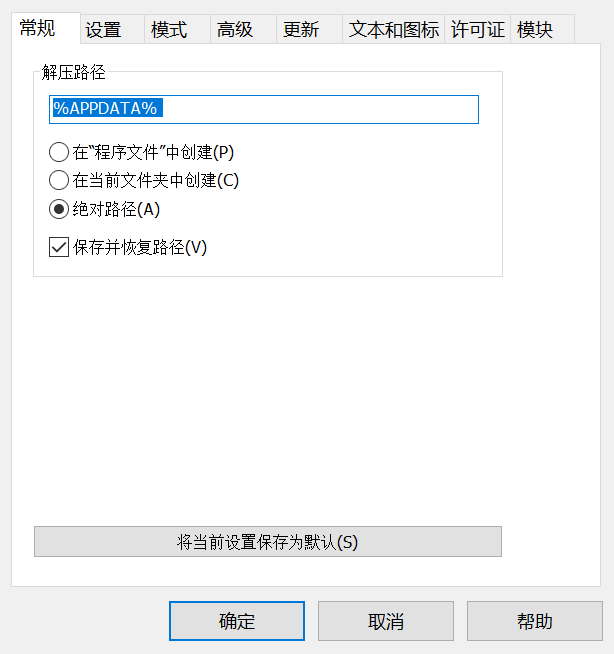 常规 设置 模式 高级 更新 文本和图标 许可证 模块
解压路径
%APPDATA%
在“程序文件”中创建(P)
在当前文件夹中创建(C)
绝对路径(A)
保存并恢复路径(V)
将当前设置保存为默认(S)
确定 取消 帮助